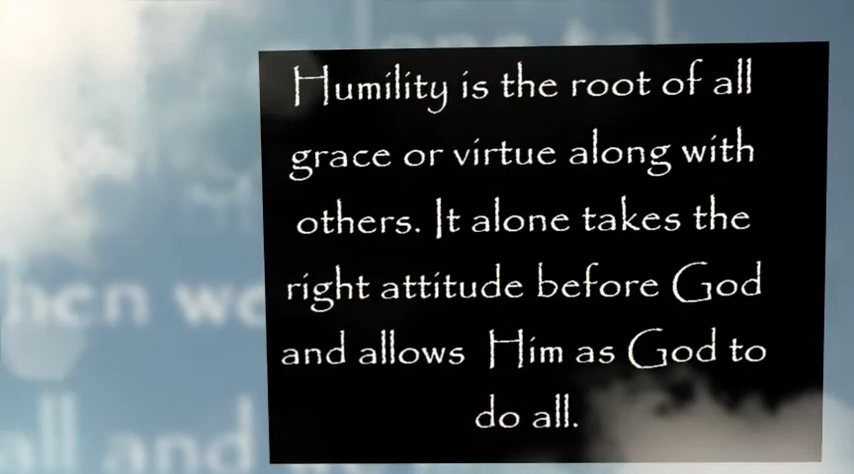 Humility is the root of all
grace or virtue along with
others. It alone takes the
right attitude before God
and allows Him as God to
do all.